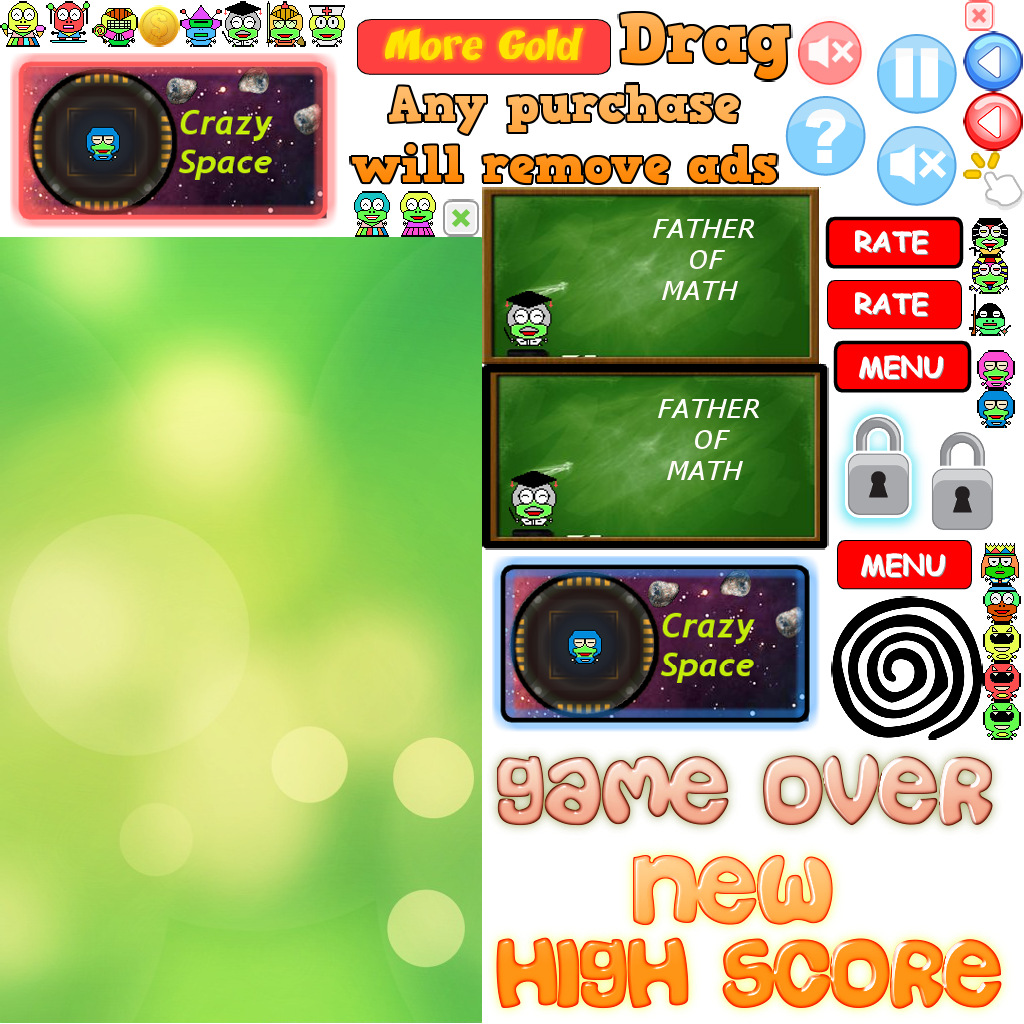 More Gold
Drag
Any purchase
will remove ads
Crazy
Space
?
$
FATHER
OF
MATH
RATE
RATE
MENU
FATHER
OF
MATH
MENU
Crazy
Space
game over
new
HIgH SCORe